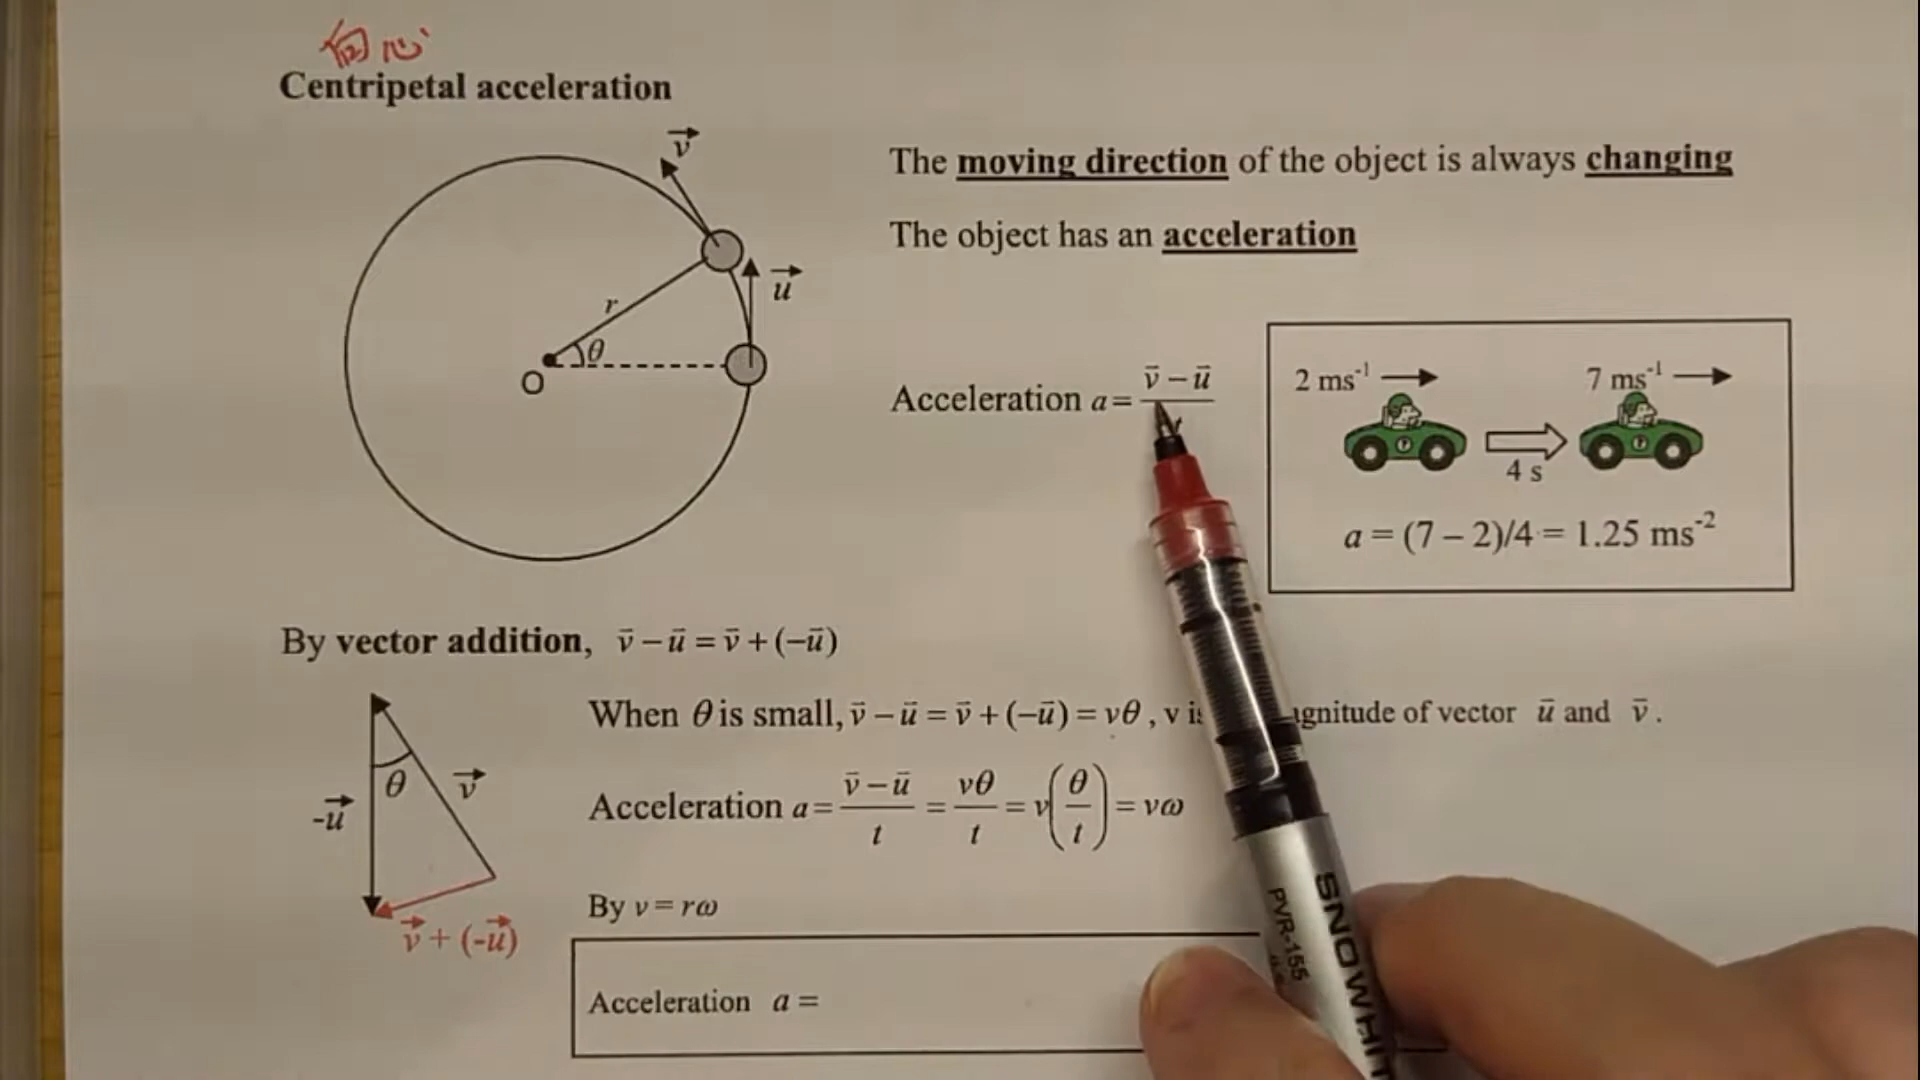 向心
Centripetal acceleration
v
The moving direction of the object is always changing
u
The object has an acceleration
r
θ
O
Acceleration a = (v̄ − ū)/t
2 ms⁻¹ 7 ms⁻¹
4 s
a = (7 – 2)/4 = 1.25 ms⁻²
By vector addition, v̄ − ū = v̄ + (−ū)
When θ is small, v̄ − ū = v̄ + (−ū) = vθ , v of vector ū and v̄ .
θ v
-u
Acceleration a = (v̄ − ū)/t = vθ/t = v(θ/t) = vω
By v = rω
v + (-u)
Acceleration a =
SNOWHIT
PVR-155